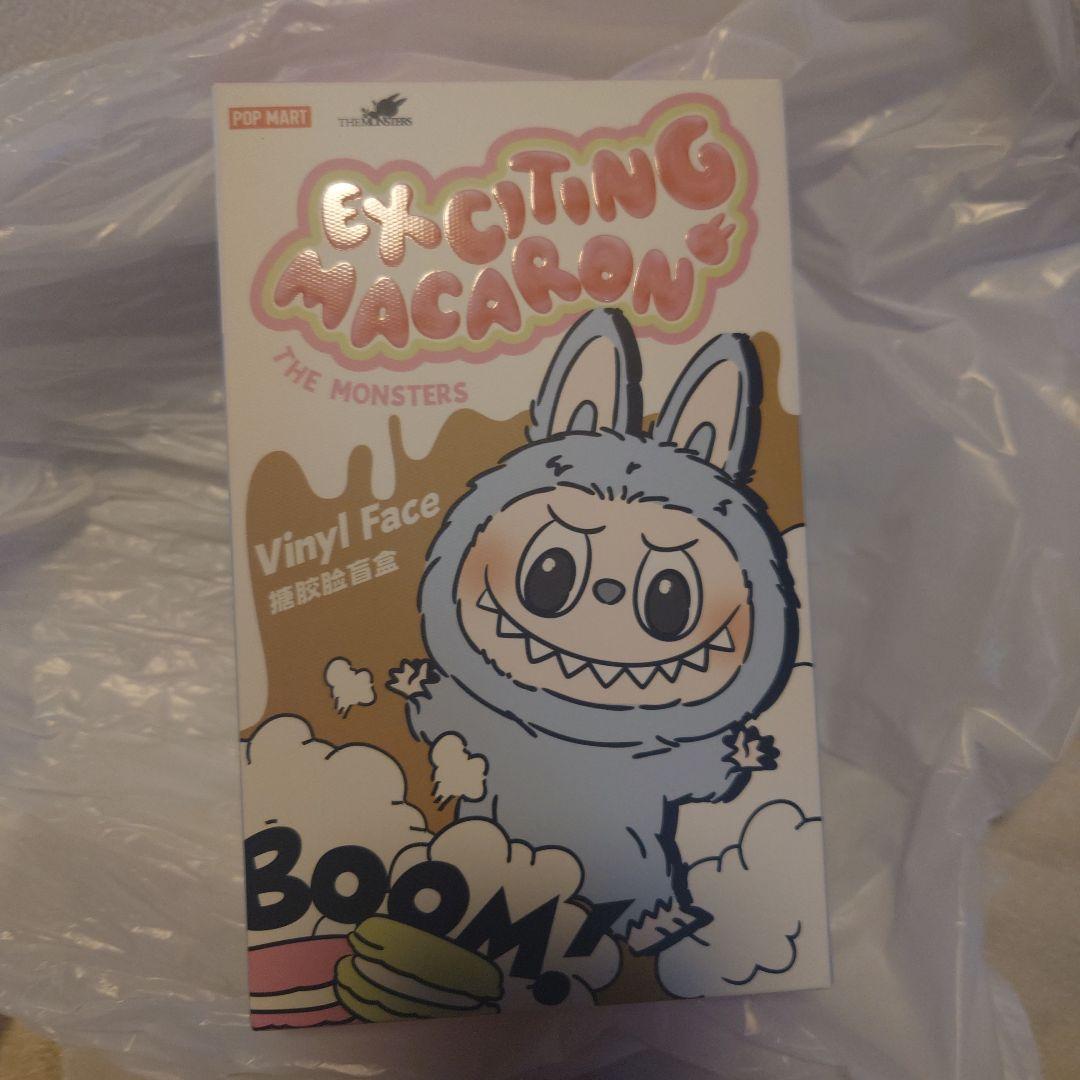 POP MART
THE MONSTERS
EXCITING
MACARON
THE MONSTERS
Vinyl Face
搪胶脸盲盒
BOOM!